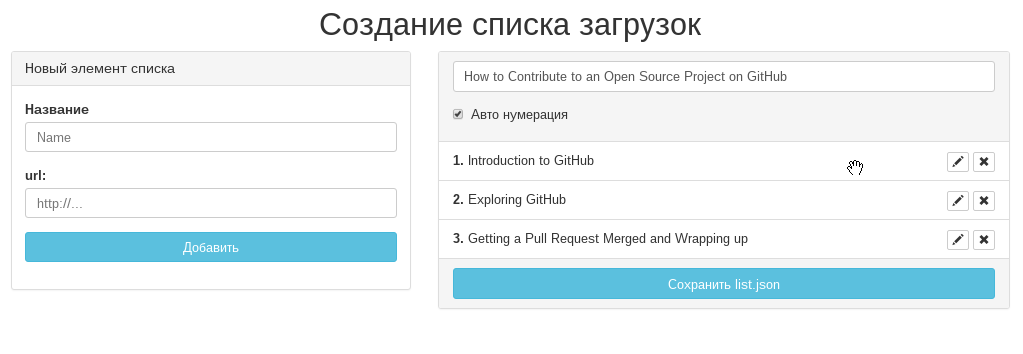 Создание списка загрузок
Новый элемент списка
Название
Name
url:
http://...
Добавить
How to Contribute to an Open Source Project on GitHub
Авто нумерация
1. Introduction to GitHub
2. Exploring GitHub
3. Getting a Pull Request Merged and Wrapping up
Сохранить list.json